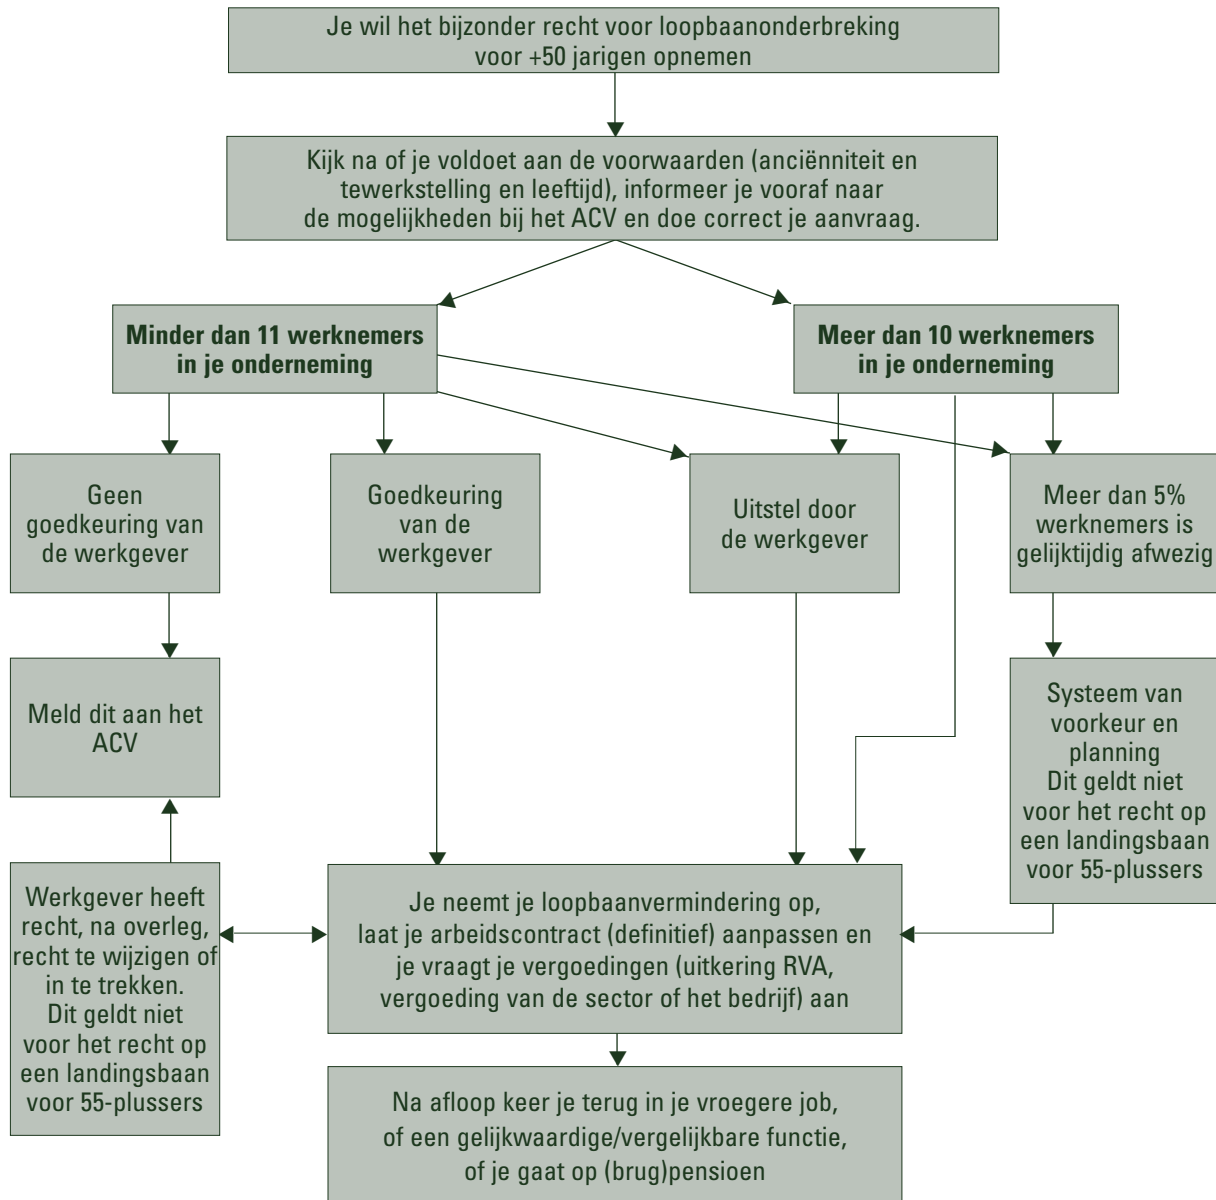 Je wil het bijzonder recht voor loopbaanonderbreking
voor +50 jarigen opnemen
Kijk na of je voldoet aan de voorwaarden (anciënniteit en
tewerkstelling en leeftijd), informeer je vooraf naar
de mogelijkheden bij het ACV en doe correct je aanvraag.
Minder dan 11 werknemers
in je onderneming
Meer dan 10 werknemers
in je onderneming
Geen
goedkeuring van
de werkgever
Goedkeuring
van de
werkgever
Uitstel door
de werkgever
Meer dan 5%
werknemers is
gelijktijdig afwezig
Meld dit aan het
ACV
Systeem van
voorkeur en
planning
Dit geldt niet
voor het recht op
een landingsbaan
voor 55-plussers
Werkgever heeft
recht, na overleg,
recht te wijzigen of
in te trekken.
Dit geldt niet
voor het recht op
een landingsbaan
voor 55-plussers
Je neemt je loopbaanvermindering op,
laat je arbeidscontract (definitief) aanpassen en
je vraagt je vergoedingen (uitkering RVA,
vergoeding van de sector of het bedrijf) aan
Na afloop keer je terug in je vroegere job,
of een gelijkwaardige/vergelijkbare functie,
of je gaat op (brug)pensioen